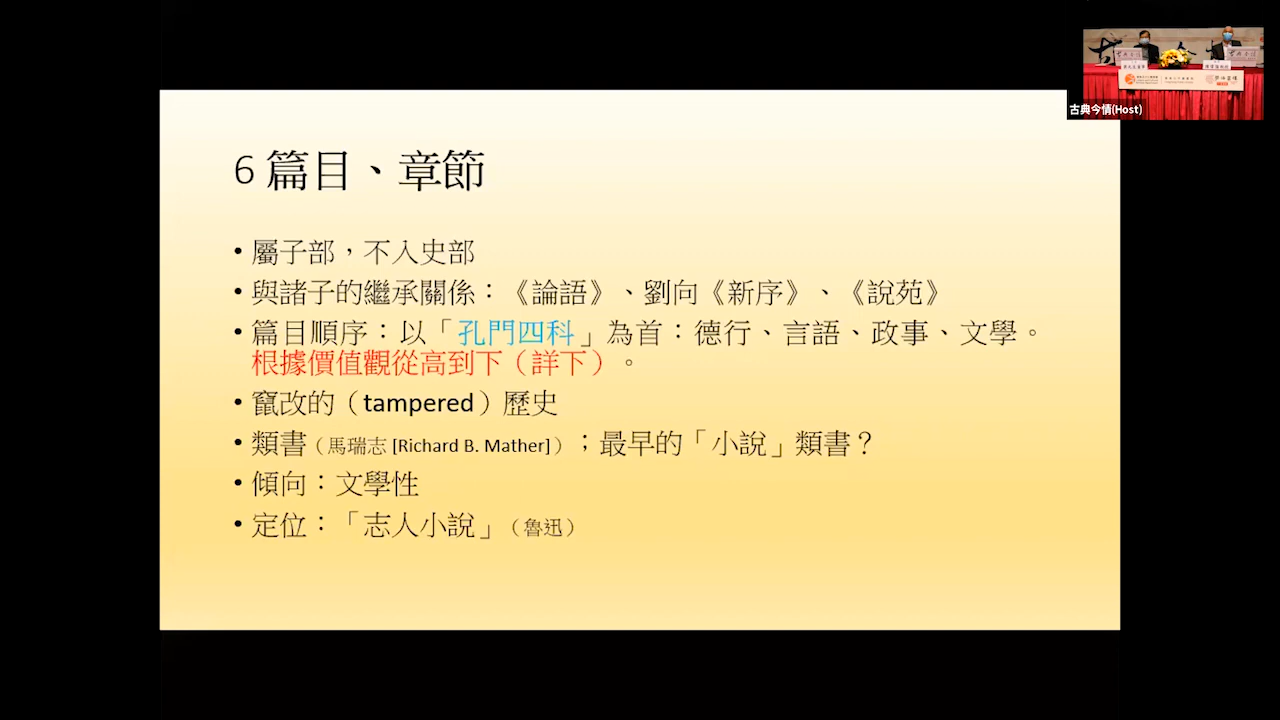 古典今情(Host)
6 篇目、章節
• 屬子部，不入史部
• 與諸子的繼承關係：《論語》、劉向《新序》、《說苑》
• 篇目順序：以「孔門四科」為首：德行、言語、政事、文學。
根據價值觀從高到下（詳下）。
• 竄改的（tampered）歷史
• 類書（馬瑞志 [Richard B. Mather]）；最早的「小說」類書？
• 傾向：文學性
• 定位：「志人小說」（魯迅）